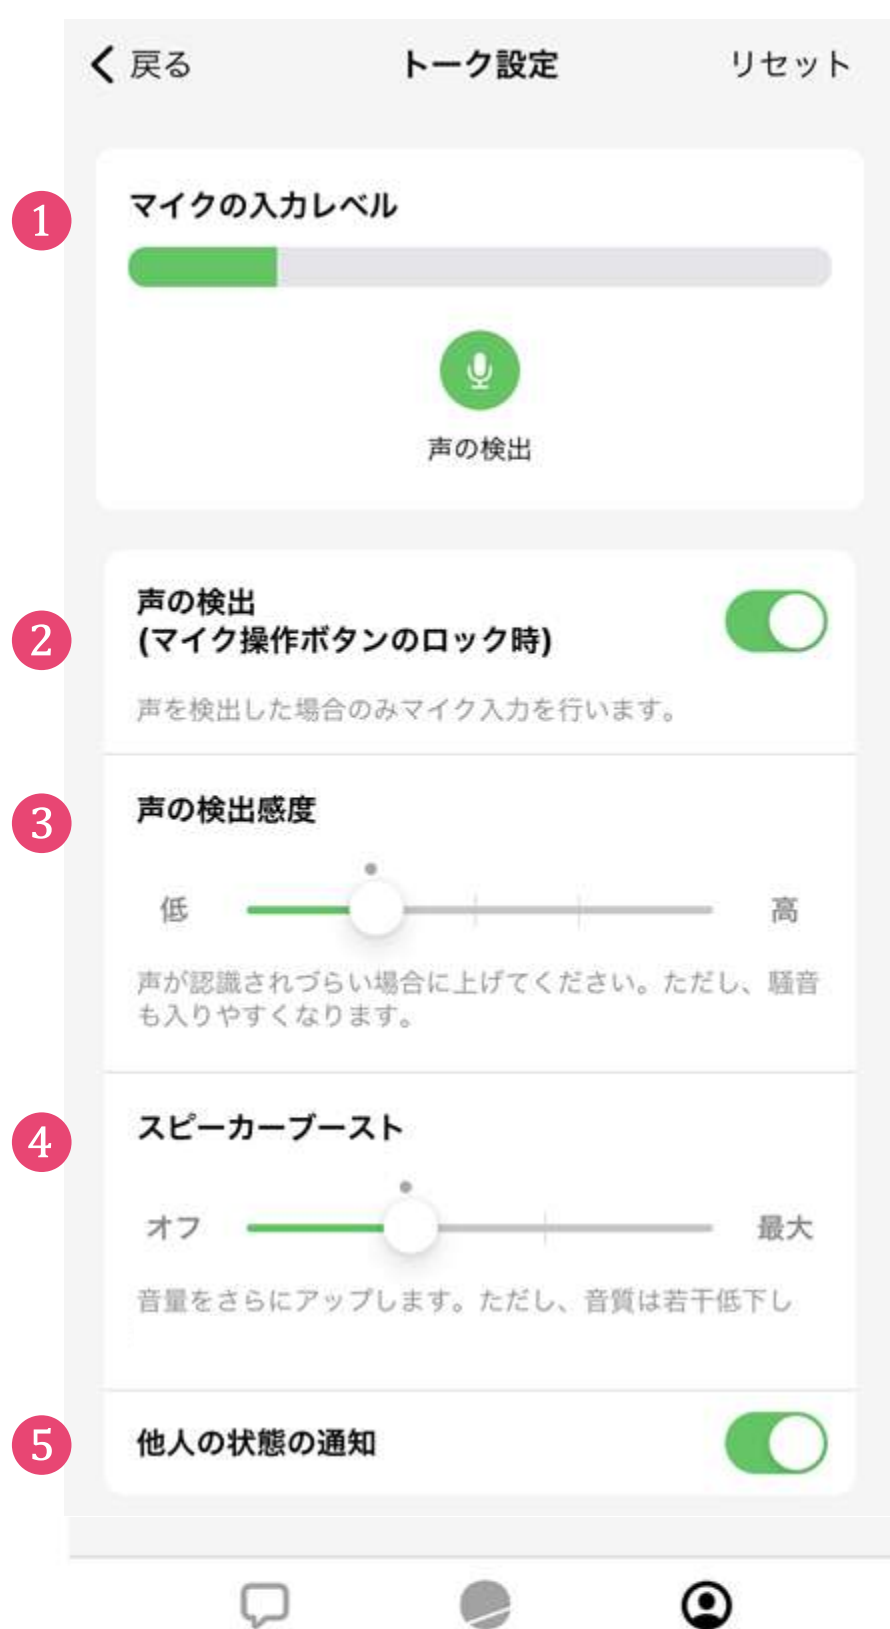 戻る
トーク設定
リセット
1
マイクの入力レベル
声の検出
2
声の検出
(マイク操作ボタンのロック時)
声を検出した場合のみマイク入力を行います。
3
声の検出感度
低
高
声が認識されづらい場合に上げてください。ただし、騒音
も入りやすくなります。
4
スピーカーブースト
オフ
最大
音量をさらにアップします。ただし、音質は若干低下し
5
他人の状態の通知